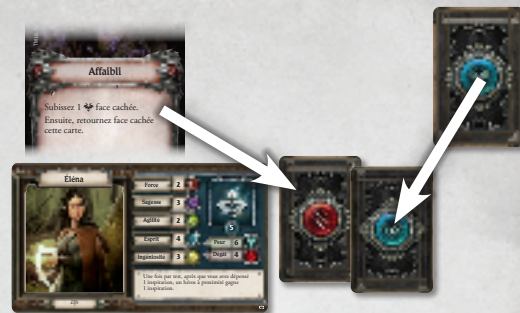 Affaibli
Subissez 1 face cachée.
Ensuite, retournez face cachée
cette carte.
Éléna
Force 2
Sagesse 3
Agilité 2
Esprit 4
Ingéniosité 3
5
Peur 6
Dégât 4
Une fois par test, après que vous avez dépensé
1 inspiration, un héros à proximité gagne
1 inspiration.